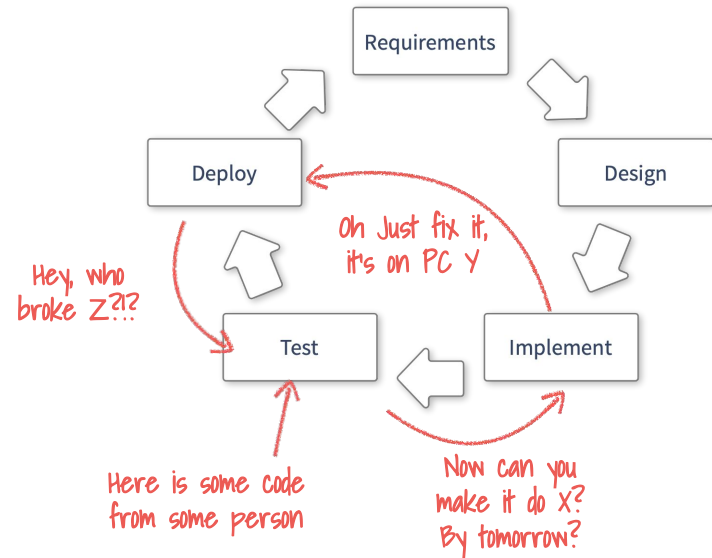 Requirements
Deploy
Design
Oh Just fix it,
it's on PC Y
Hey, who
broke Z?!?
Test
Implement
Here is some code
from some person
Now can you
make it do X?
By tomorrow?